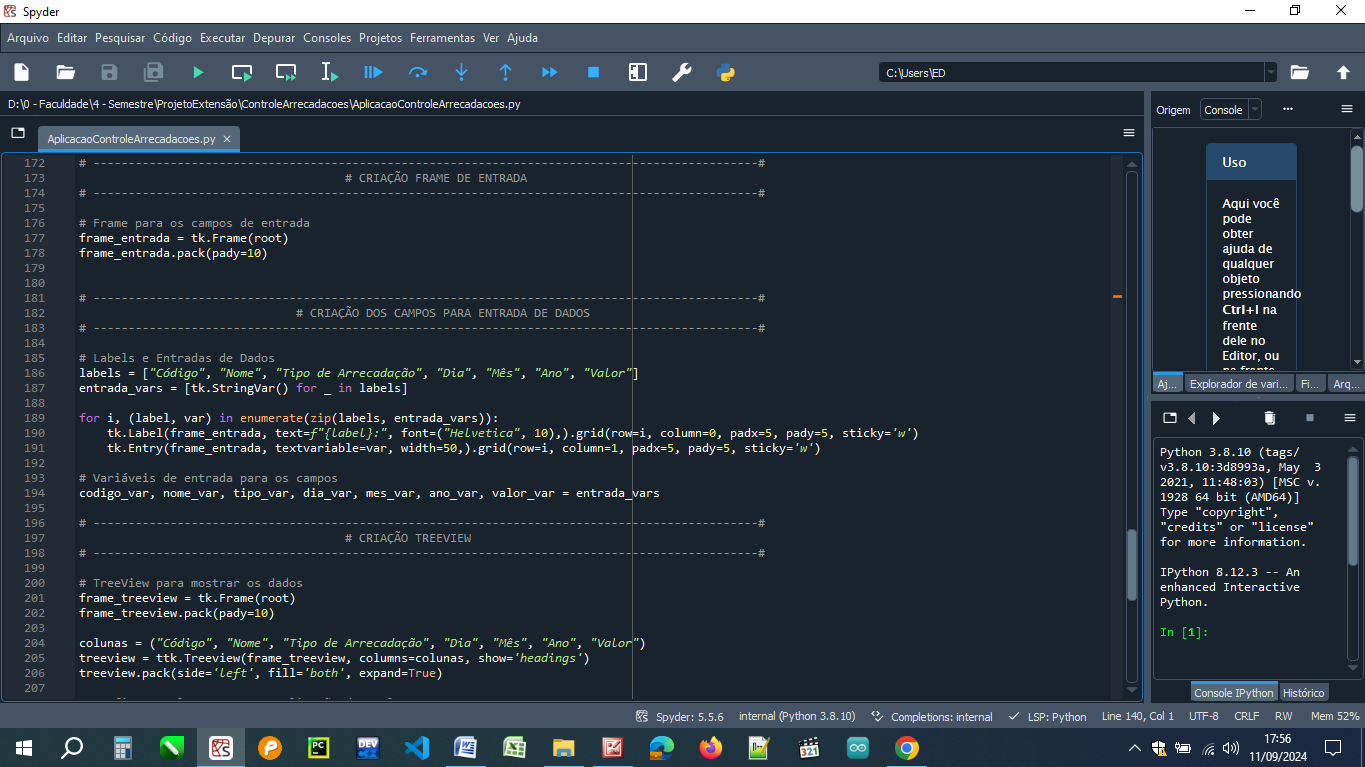 Spyder
Arquivo Editar Pesquisar Código Executar Depurar Consoles Projetos Ferramentas Ver Ajuda
C:\Users\ED
D:\0 - Faculdade\4 - Semestre\ProjetoExtensão\ControleArrecadacoes\AplicacaoControleArrecadacoes.py
AplicacaoControleArrecadacoes.py
172 # -----------------------------------------------------------------------------------------------#
173 # CRIAÇÃO FRAME DE ENTRADA
174 # -----------------------------------------------------------------------------------------------#
175
176 # Frame para os campos de entrada
177 frame_entrada = tk.Frame(root)
178 frame_entrada.pack(pady=10)
179
180
181 # -----------------------------------------------------------------------------------------------#
182 # CRIAÇÃO DOS CAMPOS PARA ENTRADA DE DADOS
183 # -----------------------------------------------------------------------------------------------#
184
185 # Labels e Entradas de Dados
186 labels = ["Código", "Nome", "Tipo de Arrecadação", "Dia", "Mês", "Ano", "Valor"]
187 entrada_vars = [tk.StringVar() for _ in labels]
188
189 for i, (label, var) in enumerate(zip(labels, entrada_vars)):
190     tk.Label(frame_entrada, text=f"{label}:", font=("Helvetica", 10),).grid(row=i, column=0, padx=5, pady=5, sticky='w')
191     tk.Entry(frame_entrada, textvariable=var, width=50,).grid(row=i, column=1, padx=5, pady=5, sticky='w')
192
193 # Variáveis de entrada para os campos
194 codigo_var, nome_var, tipo_var, dia_var, mes_var, ano_var, valor_var = entrada_vars
195
196 # -----------------------------------------------------------------------------------------------#
197 # CRIAÇÃO TREEVIEW
198 # -----------------------------------------------------------------------------------------------#
199
200 # TreeView para mostrar os dados
201 frame_treeview = tk.Frame(root)
202 frame_treeview.pack(pady=10)
203
204 colunas = ("Código", "Nome", "Tipo de Arrecadação", "Dia", "Mês", "Ano", "Valor")
205 treeview = ttk.Treeview(frame_treeview, columns=colunas, show='headings')
206 treeview.pack(side='left', fill='both', expand=True)
207
Origem Console
Uso
Aqui você
pode
obter
ajuda de
qualquer
objeto
pressionando
Ctrl+I na
frente
dele no
Editor, ou
na frente
Aj... Explorador de vari... Fi... Arq...
Python 3.8.10 (tags/
v3.8.10:3d8993a, May 3
2021, 11:48:03) [MSC v.
1928 64 bit (AMD64)]
Type "copyright",
"credits" or "license"
for more information.
IPython 8.12.3 -- An
enhanced Interactive
Python.
In [1]:
Console IPython Histórico
Spyder: 5.5.6 internal (Python 3.8.10) Completions: internal LSP: Python Line 140, Col 1 UTF-8 CRLF RW Mem 52%
PC
DEV
321
17:56
11/09/2024